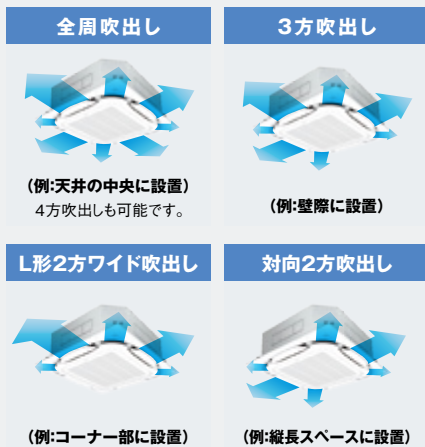 全周吹出し
(例:天井の中央に設置)
4方吹出しも可能です。
3方吹出し
(例:壁際に設置)
L形2方ワイド吹出し
(例:コーナー部に設置)
対向2方吹出し
(例:縦長スペースに設置)